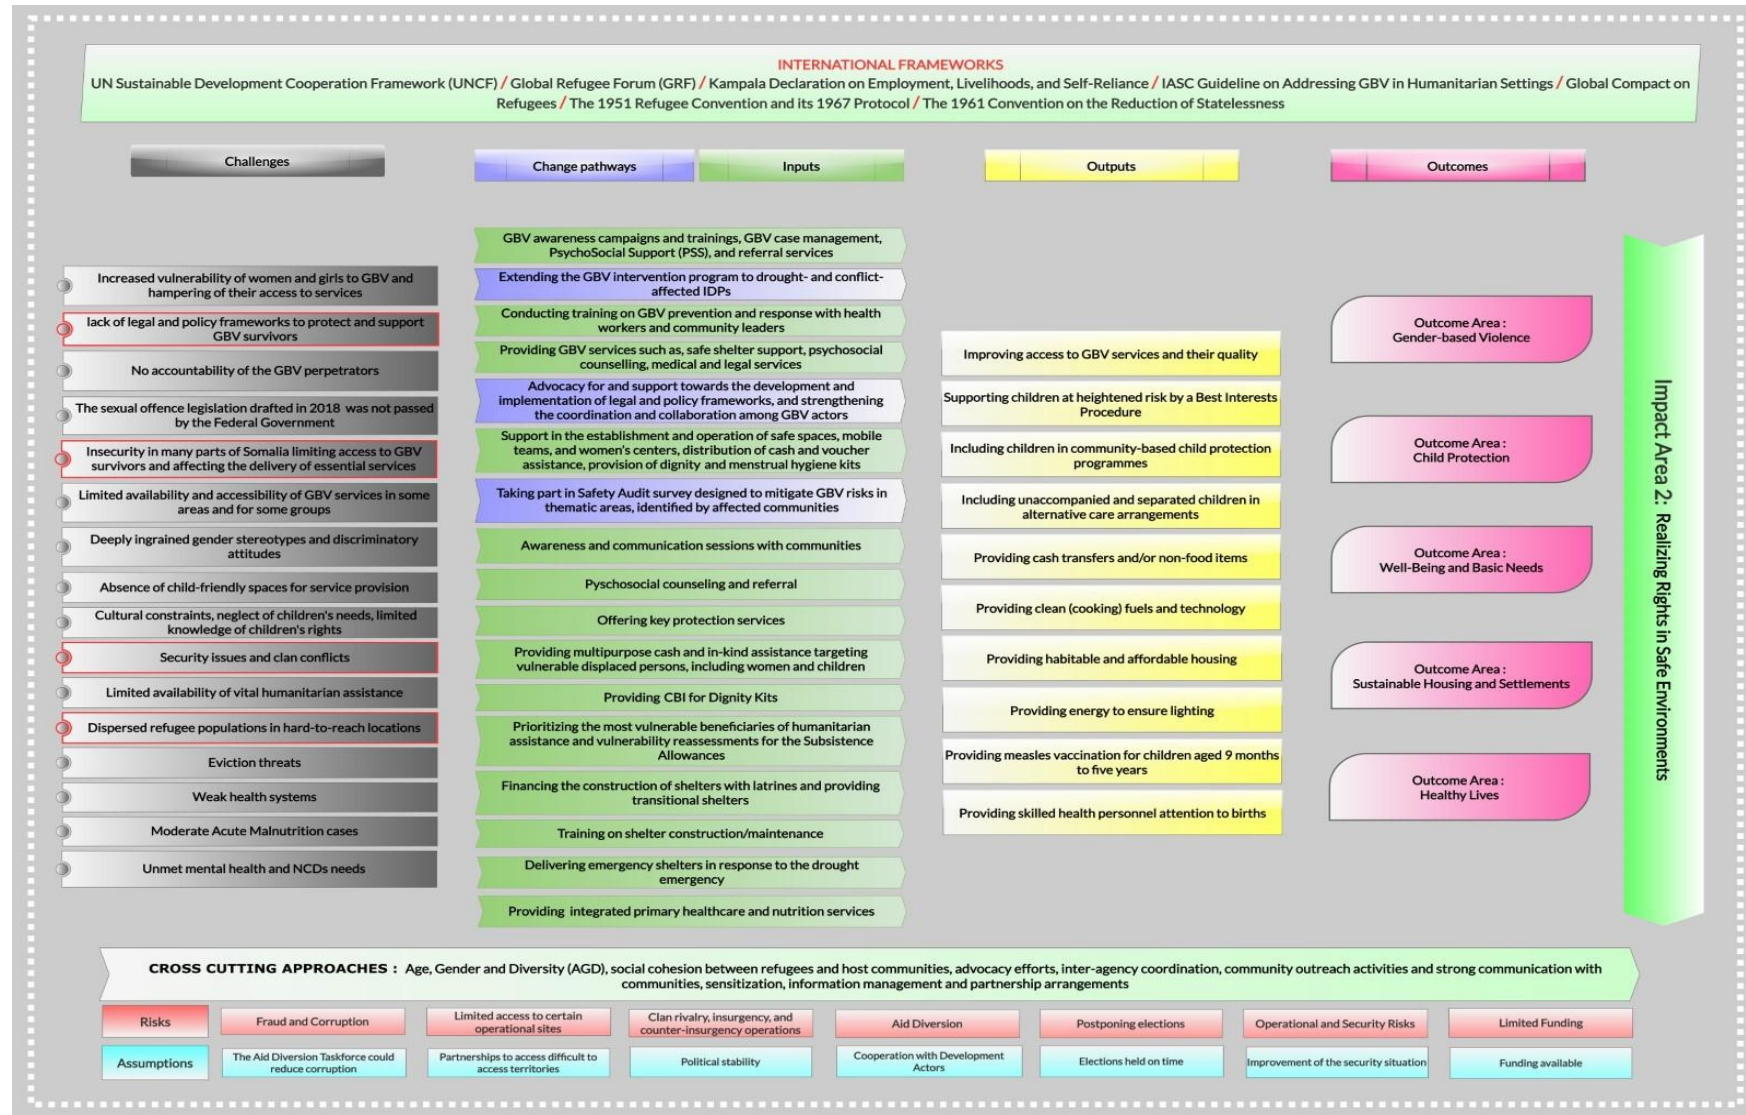 INTERNATIONAL FRAMEWORKS
UN Sustainable Development Cooperation Framework (UNCF) / Global Refugee Forum (GRF) / Kampala Declaration on Employment, Livelihoods, and Self-Reliance / IASC Guideline on Addressing GBV in Humanitarian Settings / Global Compact on
Refugees / The 1951 Refugee Convention and its 1967 Protocol / The 1961 Convention on the Reduction of Statelessness
Challenges
Increased vulnerability of women and girls to GBV and
hampering of their access to services
lack of legal and policy frameworks to protect and support
GBV survivors
No accountability of the GBV perpetrators
The sexual offence legislation drafted in 2018 was not passed
by the Federal Government
Insecurity in many parts of Somalia limiting access to GBV
survivors and affecting the delivery of essential services
Limited availability and accessibility of GBV services in some
areas and for some groups
Deeply ingrained gender stereotypes and discriminatory
attitudes
Absence of child-friendly spaces for service provision
Cultural constraints, neglect of children's needs, limited
knowledge of children's rights
Security issues and clan conflicts
Limited availability of vital humanitarian assistance
Dispersed refugee populations in hard-to-reach locations
Eviction threats
Weak health systems
Moderate Acute Malnutrition cases
Unmet mental health and NCDs needs
Change pathways
Inputs
GBV awareness campaigns and trainings, GBV case management,
PsychoSocial Support (PSS), and referral services
Extending the GBV intervention program to drought- and conflict-
affected IDPs
Conducting training on GBV prevention and response with health
workers and community leaders
Providing GBV services such as, safe shelter support, psychosocial
counselling, medical and legal services
Advocacy for and support towards the development and
implementation of legal and policy frameworks, and strengthening
the coordination and collaboration among GBV actors
Support in the establishment and operation of safe spaces, mobile
teams, and women's centers, distribution of cash and voucher
assistance, provision of dignity and menstrual hygiene kits
Taking part in Safety Audit survey designed to mitigate GBV risks in
thematic areas, identified by affected communities
Awareness and communication sessions with communities
Pyschosocial counseling and referral
Offering key protection services
Providing multipurpose cash and in-kind assistance targeting
vulnerable displaced persons, including women and children
Providing CBI for Dignity Kits
Prioritizing the most vulnerable beneficiaries of humanitarian
assistance and vulnerability reassessments for the Subsistence
Allowances
Financing the construction of shelters with latrines and providing
transitional shelters
Training on shelter construction/maintenance
Delivering emergency shelters in response to the drought
emergency
Providing integrated primary healthcare and nutrition services
Outputs
Improving access to GBV services and their quality
Supporting children at heightened risk by a Best Interests
Procedure
Including children in community-based child protection
programmes
Including unaccompanied and separated children in
alternative care arrangements
Providing cash transfers and/or non-food items
Providing clean (cooking) fuels and technology
Providing habitable and affordable housing
Providing energy to ensure lighting
Providing measles vaccination for children aged 9 months
to five years
Providing skilled health personnel attention to births
Outcomes
Outcome Area :
Gender-based Violence
Outcome Area :
Child Protection
Outcome Area :
Well-Being and Basic Needs
Outcome Area :
Sustainable Housing and Settlements
Outcome Area :
Healthy Lives
Impact Area 2: Realizing Rights in Safe Environments
CROSS CUTTING APPROACHES : Age, Gender and Diversity (AGD), social cohesion between refugees and host communities, advocacy efforts, inter-agency coordination, community outreach activities and strong communication with
communities, sensitization, information management and partnership arrangements
Risks
Fraud and Corruption
Limited access to certain
operational sites
Clan rivalry, insurgency, and
counter-insurgency operations
Aid Diversion
Postponing elections
Operational and Security Risks
Limited Funding
Assumptions
The Aid Diversion Taskforce could
reduce corruption
Partnerships to access difficult to
access territories
Political stability
Cooperation with Development
Actors
Elections held on time
Improvement of the security situation
Funding available